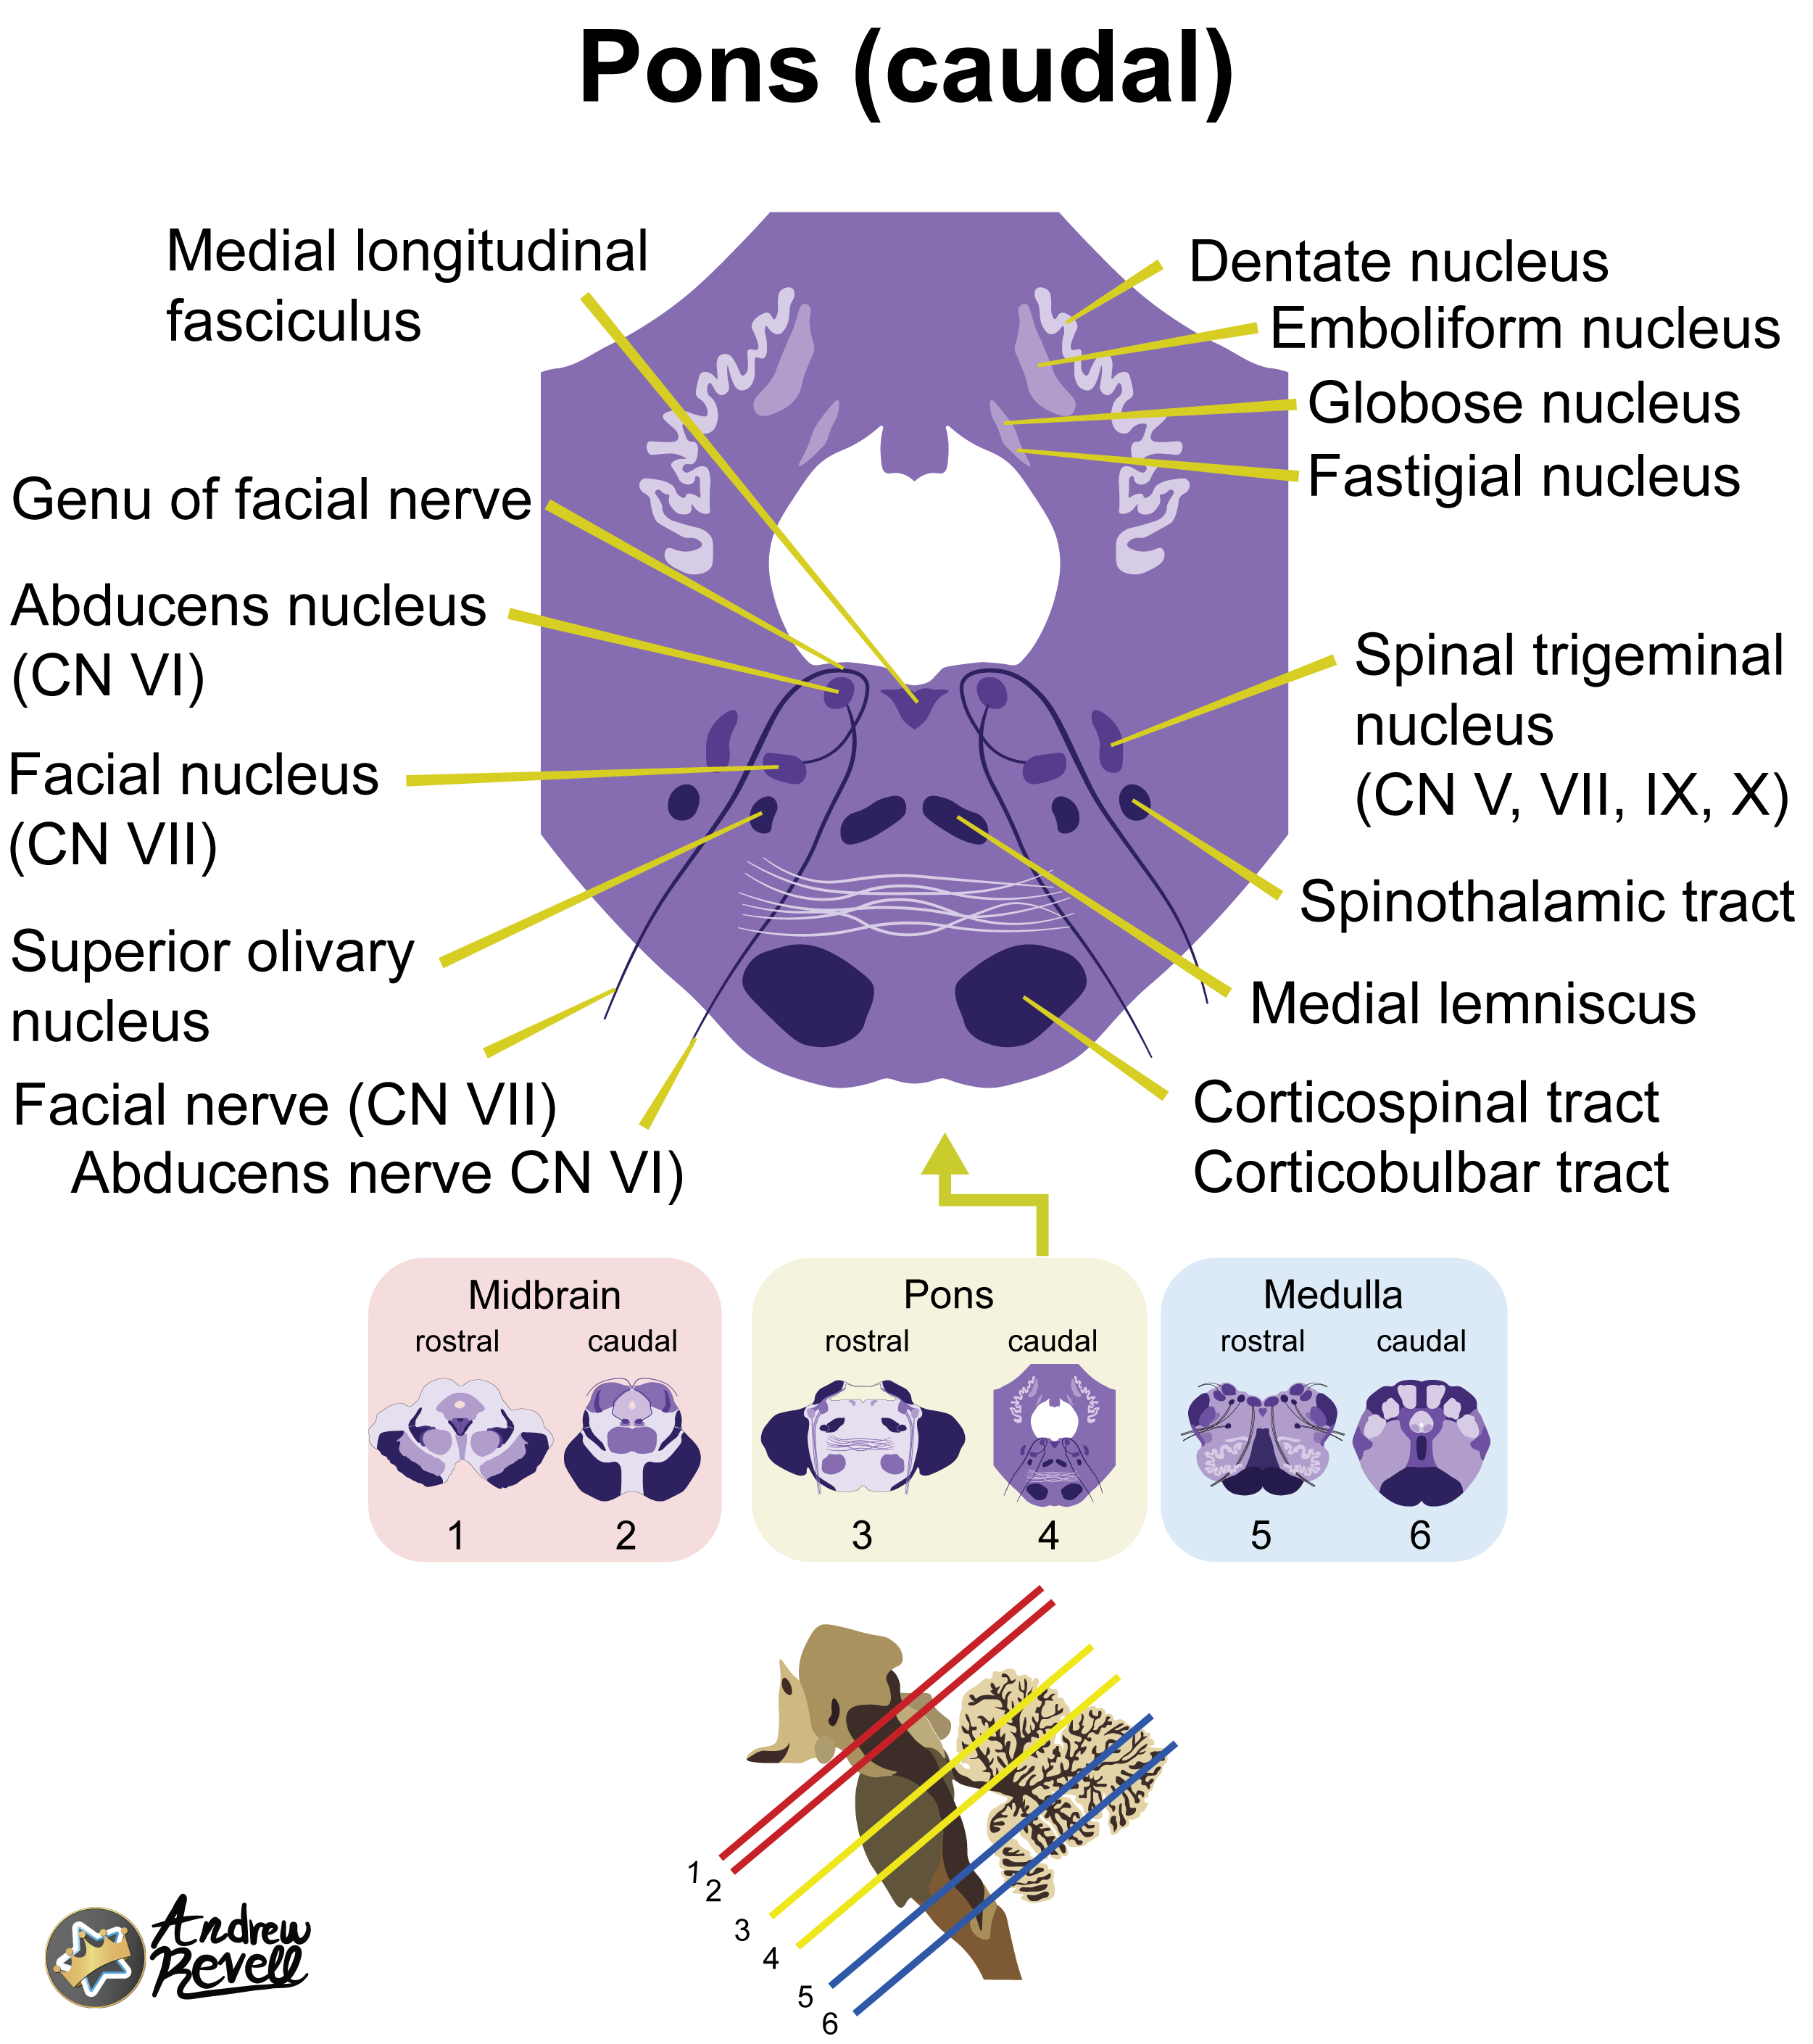 Pons (caudal)
Medial longitudinal
fasciculus
Genu of facial nerve
Abducens nucleus
(CN VI)
Facial nucleus
(CN VII)
Superior olivary
nucleus
Facial nerve (CN VII)
Abducens nerve CN VI)
Dentate nucleus
Emboliform nucleus
Globose nucleus
Fastigial nucleus
Spinal trigeminal
nucleus
(CN V, VII, IX, X)
Spinothalamic tract
Medial lemniscus
Corticospinal tract
Corticobulbar tract
Midbrain
rostral caudal
1 2
Pons
rostral caudal
3 4
Medulla
rostral caudal
5 6
1
2
3
4
5
6
Andrew
Revell